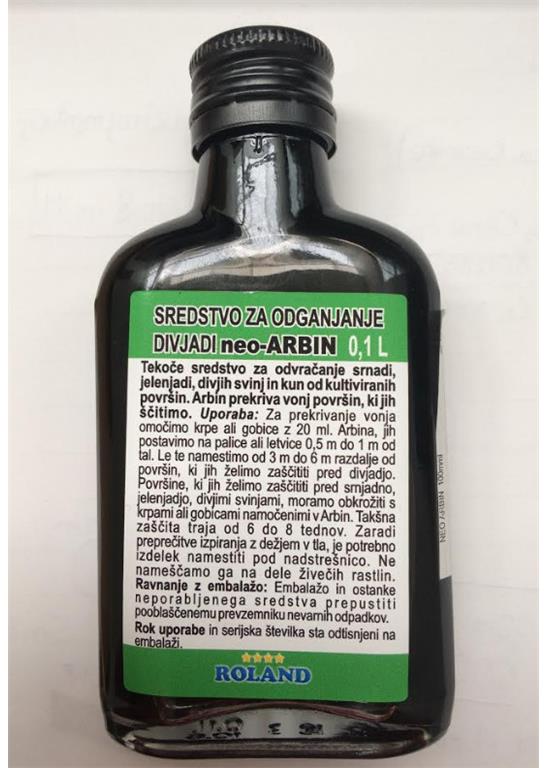 SREDSTVO ZA ODGANJANJE
DIVJADI neo-ARBIN 0,1 L
Tekoče sredstvo za odvračanje srnadi,
jelenjadi, divjih svinj in kun od kultiviranih
površin. Arbin prekriva vonj površin, ki jih
ščitimo. Uporaba: Za prekrivanje vonja
omočimo krpe ali gobice z 20 ml. Arbina, jih
postavimo na palice ali letvice 0,5 m do 1 m od
tal. Le te namestimo od 3 m do 6 m razdalje od
površin, ki jih želimo zaščititi pred divjadjo.
Površine, ki jih želimo zaščititi pred srnjadjo,
jelenjadjo, divjimi svinjami, moramo obkrožiti s
krpami ali gobicami namočenimi v Arbin. Takšna
zaščita traja od 6 do 8 tednov. Zaradi
preprečitve izpiranja z dežjem v tla, je potrebno
izdelek namestiti pod nadstrešnico. Ne
nameščamo ga na dele živečih rastlin.
Ravnanje z embalažo: Embalažo in ostanke
neporabljenega sredstva prepustiti
pooblaščenemu prevzemniku nevarnih odpadkov.
Rok uporabe in serijska številka sta odtisnjeni na
embalaži.
ROLAND
NEO ARBIN 100mml